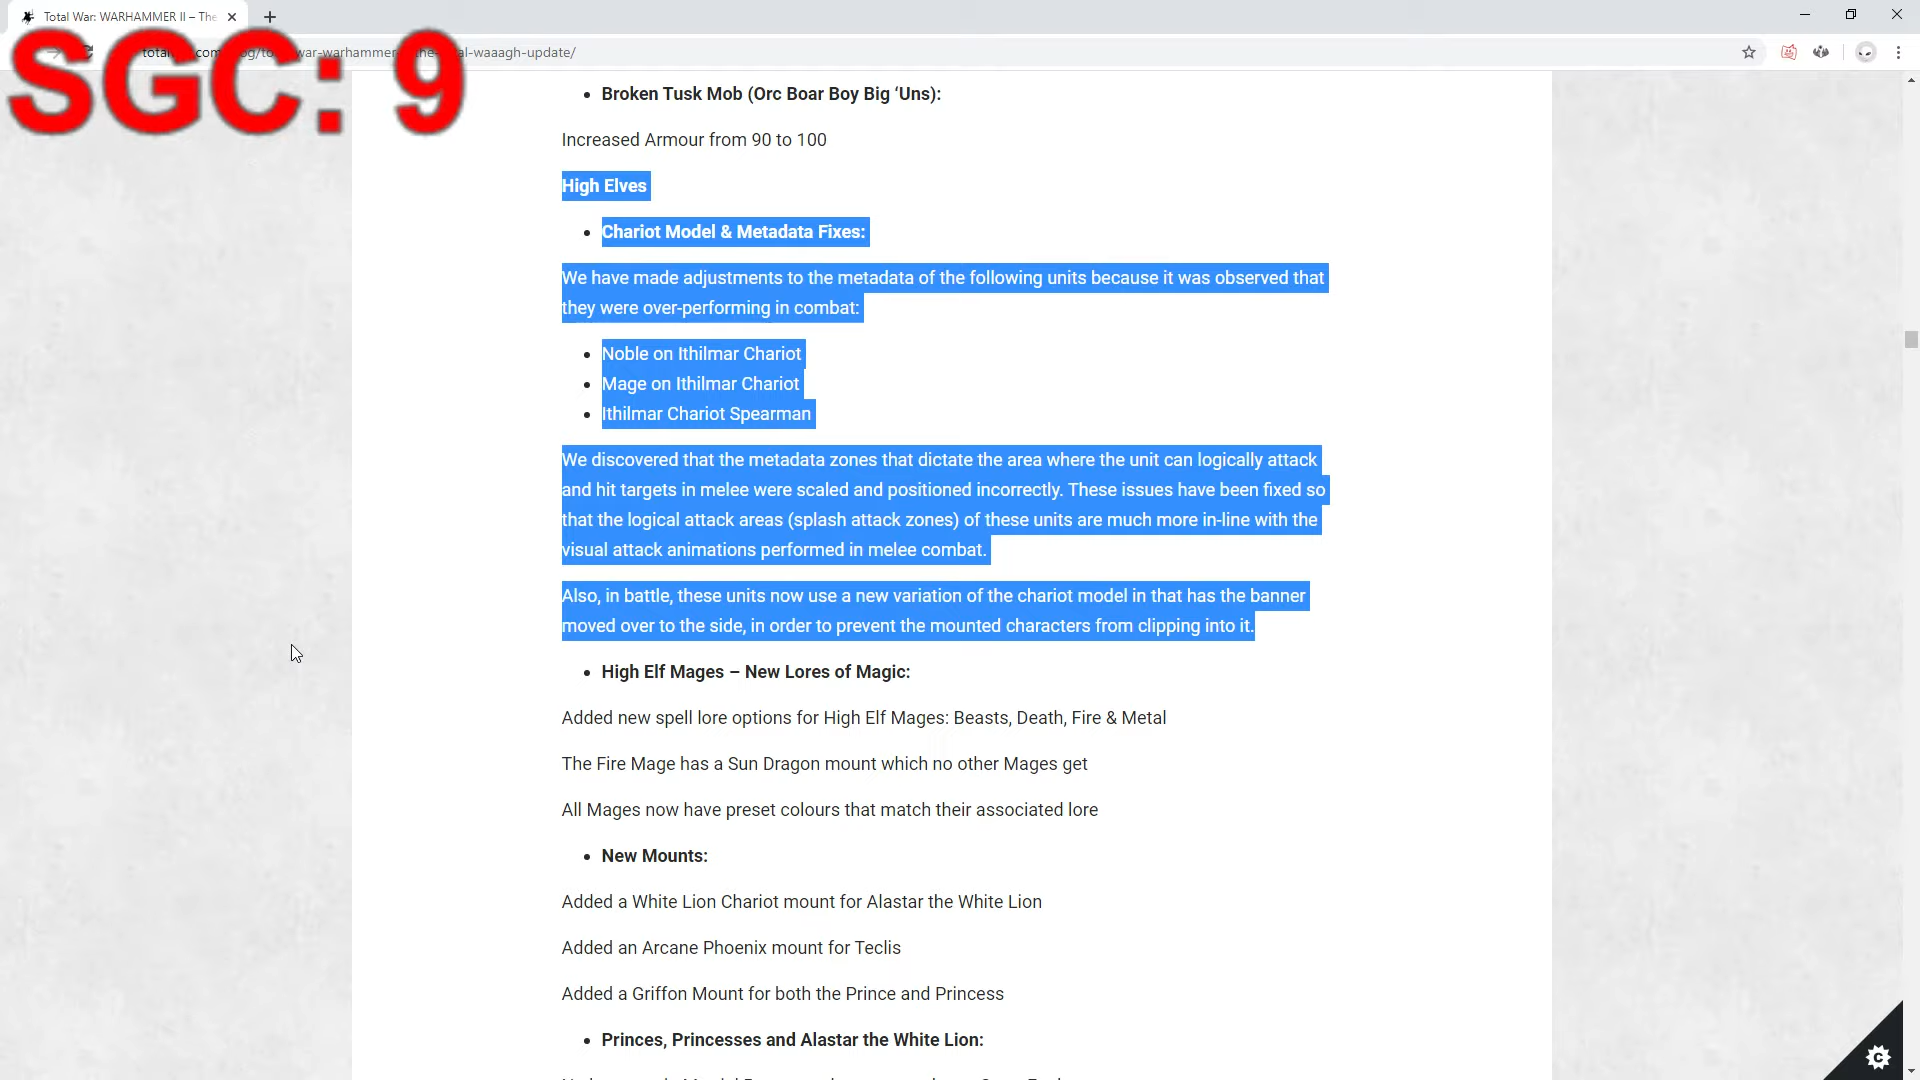 Total War: WARHAMMER II – The
SGC: 9
war-warhammer
al-waaagh-update/
Broken Tusk Mob (Orc Boar Boy Big ‘Uns):
Increased Armour from 90 to 100
High Elves
Chariot Model & Metadata Fixes:
We have made adjustments to the metadata of the following units because it was observed that
they were over-performing in combat:
Noble on Ithilmar Chariot
Mage on Ithilmar Chariot
Ithilmar Chariot Spearman
We discovered that the metadata zones that dictate the area where the unit can logically attack
and hit targets in melee were scaled and positioned incorrectly. These issues have been fixed so
that the logical attack areas (splash attack zones) of these units are much more in-line with the
visual attack animations performed in melee combat.
Also, in battle, these units now use a new variation of the chariot model in that has the banner
moved over to the side, in order to prevent the mounted characters from clipping into it.
High Elf Mages – New Lores of Magic:
Added new spell lore options for High Elf Mages: Beasts, Death, Fire & Metal
The Fire Mage has a Sun Dragon mount which no other Mages get
All Mages now have preset colours that match their associated lore
New Mounts:
Added a White Lion Chariot mount for Alastar the White Lion
Added an Arcane Phoenix mount for Teclis
Added a Griffon Mount for both the Prince and Princess
Princes, Princesses and Alastar the White Lion: